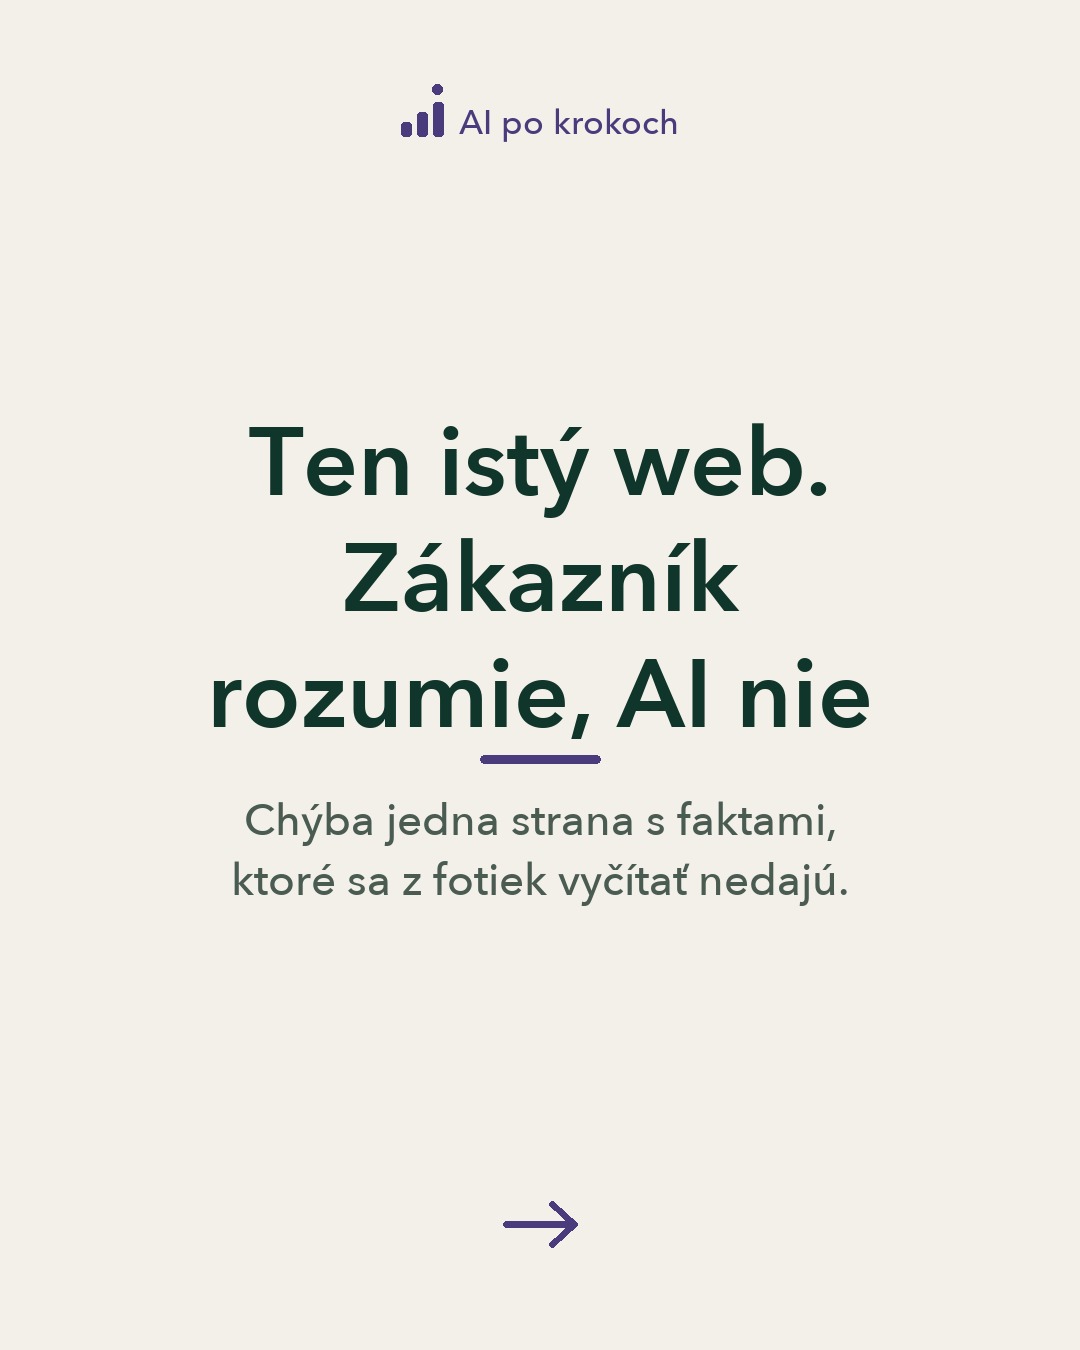 AI po krokoch
Ten istý web.
Zákazník
rozumie, AI nie
Chýba jedna strana s faktami,
ktoré sa z fotiek vyčítať nedajú.